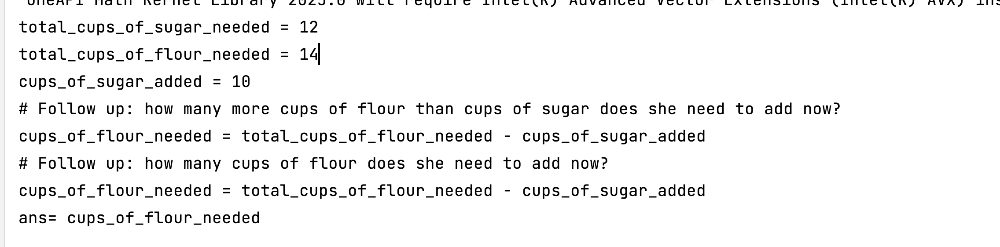 oneAPI Math Kernel Library 2025.0 will require Intel(R) Advanced Vector Extensions (Intel(R) AVX)
total_cups_of_sugar_needed = 12
total_cups_of_flour_needed = 14
cups_of_sugar_added = 10
# Follow up: how many more cups of flour than cups of sugar does she need to add now?
cups_of_flour_needed = total_cups_of_flour_needed - cups_of_sugar_added
# Follow up: how many cups of flour does she need to add now?
cups_of_flour_needed = total_cups_of_flour_needed - cups_of_sugar_added
ans= cups_of_flour_needed